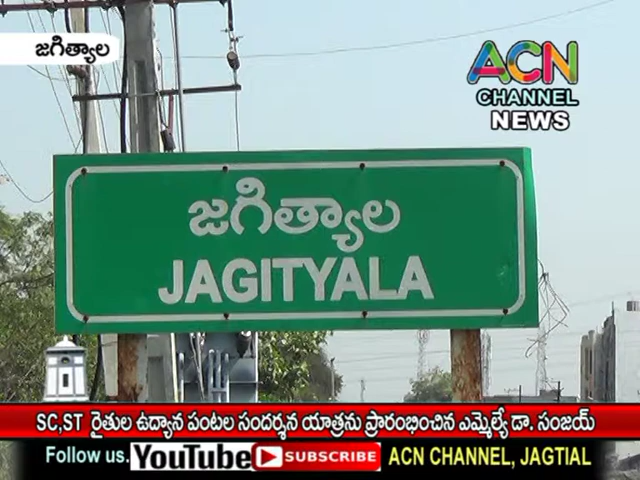 జగిత్యాల
ACN
CHANNEL
NEWS
జగిత్యాల
JAGITYALA
SC,ST రైతుల ఉద్యాన పంటల సందర్శన యాత్రను ప్రారంభించిన ఎమ్మెల్యే డా. సంజయ్
Follow us. YouTube SUBSCRIBE ACN CHANNEL, JAGTIAL